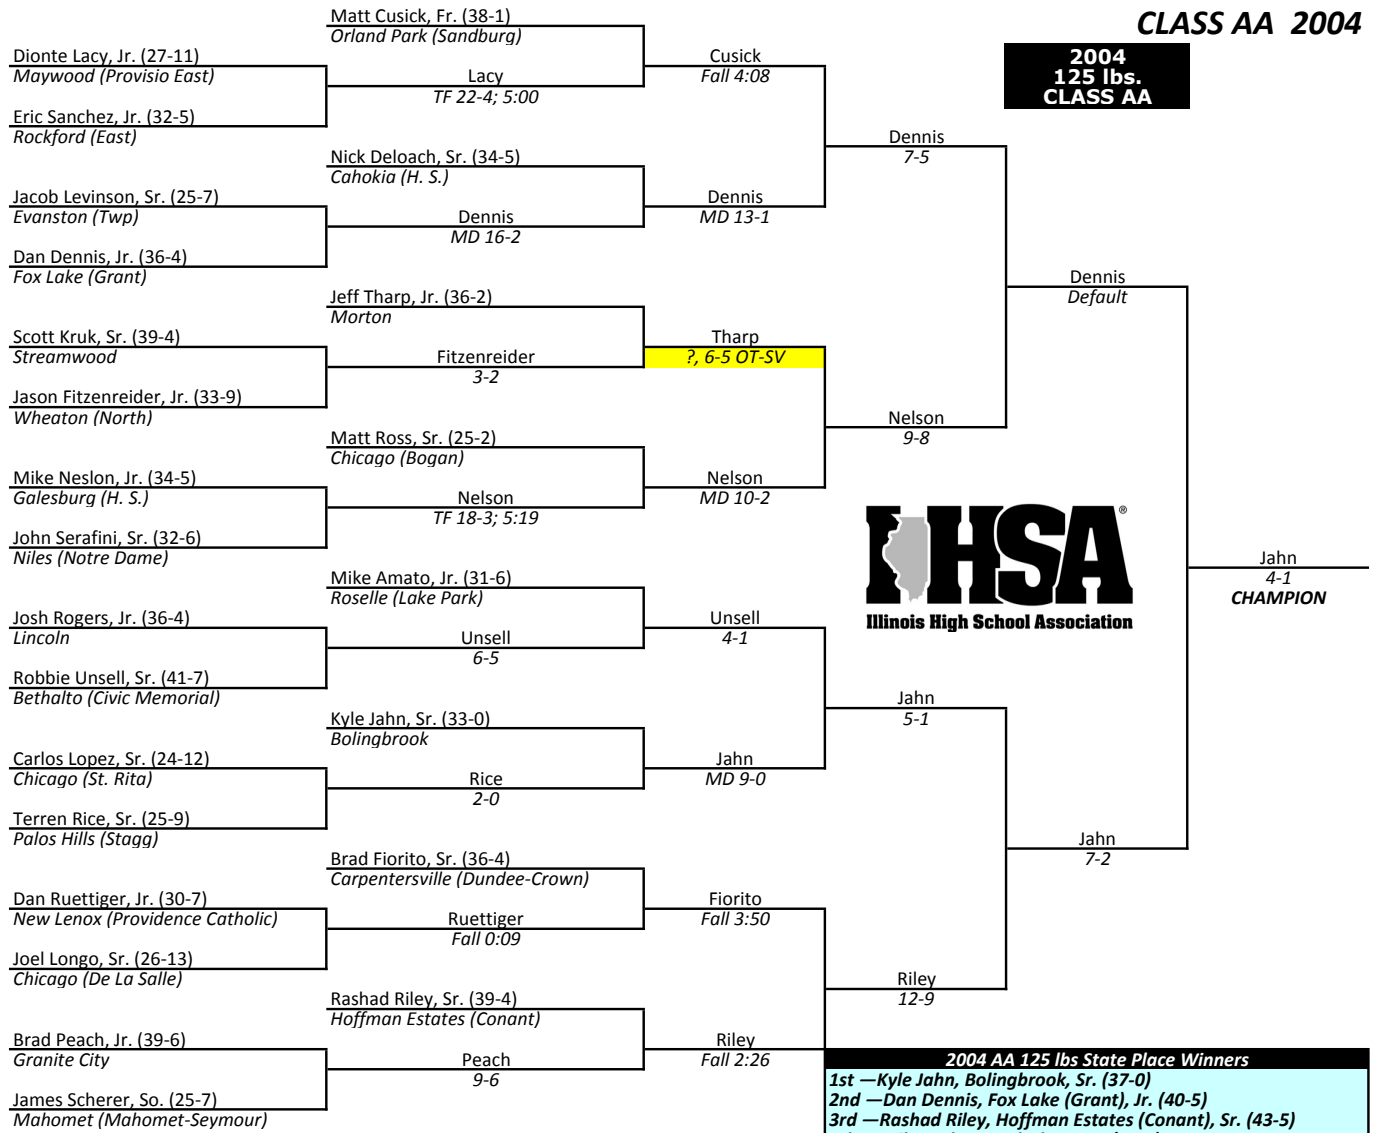 CLASS AA 2004
2004
125 lbs.
CLASS AA
Matt Cusick, Fr. (38-1)
Orland Park (Sandburg)
Dionte Lacy, Jr. (27-11)
Maywood (Provisio East)
Eric Sanchez, Jr. (32-5)
Rockford (East)
Nick Deloach, Sr. (34-5)
Cahokia (H. S.)
Jacob Levinson, Sr. (25-7)
Evanston (Twp)
Dan Dennis, Jr. (36-4)
Fox Lake (Grant)
Jeff Tharp, Jr. (36-2)
Morton
Scott Kruk, Sr. (39-4)
Streamwood
Jason Fitzenreider, Jr. (33-9)
Wheaton (North)
Matt Ross, Sr. (25-2)
Chicago (Bogan)
Mike Neslon, Jr. (34-5)
Galesburg (H. S.)
John Serafini, Sr. (32-6)
Niles (Notre Dame)
Mike Amato, Jr. (31-6)
Roselle (Lake Park)
Josh Rogers, Jr. (36-4)
Lincoln
Robbie Unsell, Sr. (41-7)
Bethalto (Civic Memorial)
Kyle Jahn, Sr. (33-0)
Bolingbrook
Carlos Lopez, Sr. (24-12)
Chicago (St. Rita)
Terren Rice, Sr. (25-9)
Palos Hills (Stagg)
Brad Fiorito, Sr. (36-4)
Carpentersville (Dundee-Crown)
Dan Ruettiger, Jr. (30-7)
New Lenox (Providence Catholic)
Joel Longo, Sr. (26-13)
Chicago (De La Salle)
Rashad Riley, Sr. (39-4)
Hoffman Estates (Conant)
Brad Peach, Jr. (39-6)
Granite City
James Scherer, So. (25-7)
Mahomet (Mahomet-Seymour)
Lacy
TF 22-4; 5:00
Dennis
MD 16-2
Fitzenreider
3-2
Nelson
TF 18-3; 5:19
Unsell
6-5
Rice
2-0
Ruettiger
Fall 0:09
Peach
9-6
Cusick
Fall 4:08
Dennis
MD 13-1
Tharp
?, 6-5 OT-SV
Nelson
MD 10-2
Unsell
4-1
Jahn
MD 9-0
Fiorito
Fall 3:50
Riley
Fall 2:26
Dennis
7-5
Nelson
9-8
Jahn
5-1
Riley
12-9
Dennis
Default
Jahn
7-2
Jahn
4-1
CHAMPION
IHSA®
Illinois High School Association
2004 AA 125 lbs State Place Winners
1st —Kyle Jahn, Bolingbrook, Sr. (37-0)
2nd —Dan Dennis, Fox Lake (Grant), Jr. (40-5)
3rd —Rashad Riley, Hoffman Estates (Conant), Sr. (43-5)